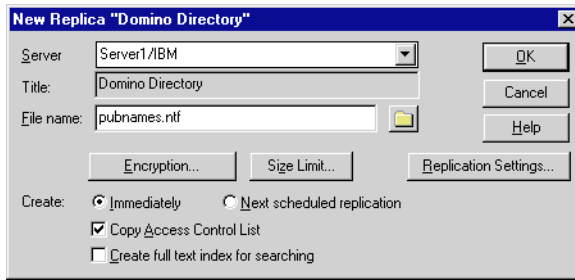 New Replica "Domino Directory"
Server Server1/IBM OK
Title: Domino Directory Cancel
File name: pubnames.ntf Help
Encryption... Size Limit... Replication Settings...
Create: Immediately Next scheduled replication
Copy Access Control List
Create full text index for searching